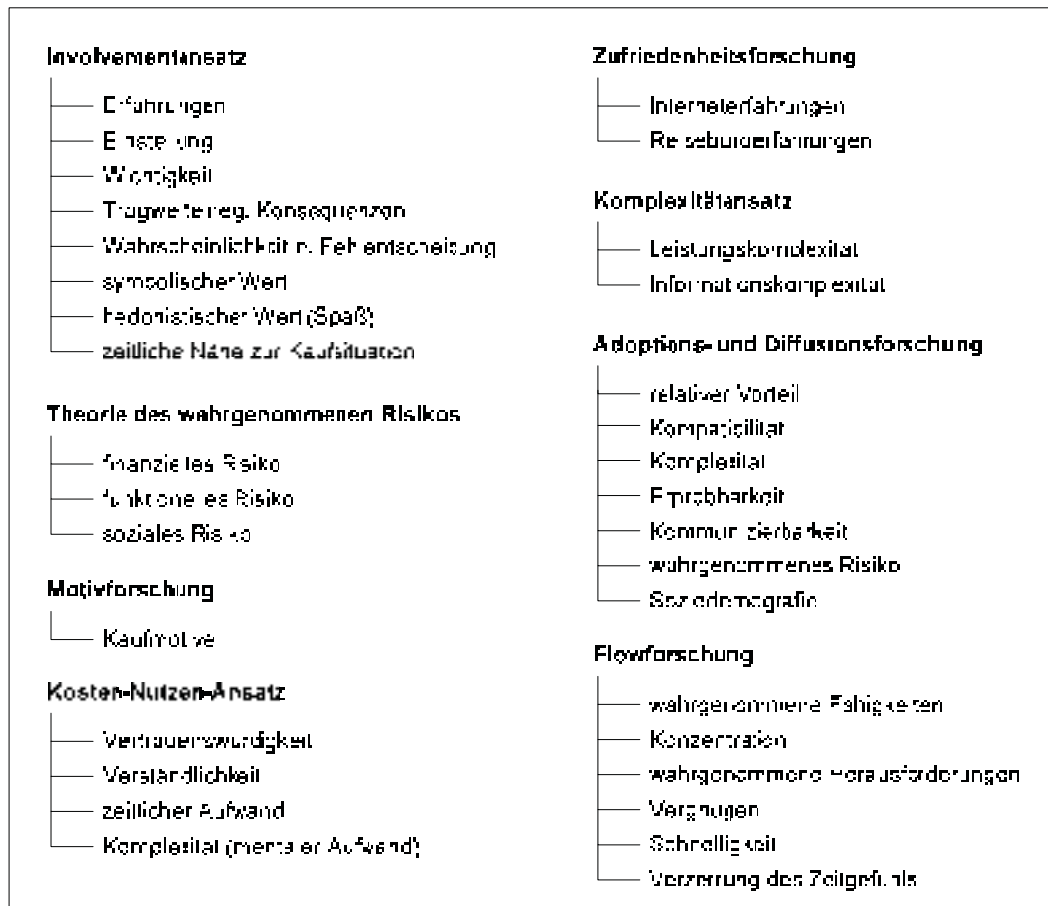 Involvementansatz
Erfahrungen
Einstellung
Wichtigkeit
Tragweite neg. Konsequenzen
Wahrscheinlichkeit n. Fehlentscheidung
symbolischer Wert
hedonistischer Wert (Spaß)
zeitliche Nähe zur Kaufsituation
Theorie des wahrgenommenen Risikos
finanzielles Risiko
funktionelles Risiko
soziales Risiko
Motivforschung
Kaufmotive
Kosten-Nutzen-Ansatz
Vertrauenswürdigkeit
Verständlichkeit
zeitlicher Aufwand
Komplexität (mentaler Aufwand)
Zufriedenheitsforschung
Interneterfahrungen
Reisebüroerfahrungen
Komplexitätansatz
Leistungskomplexität
Informationskomplexität
Adoptions- und Diffusionsforschung
relativer Vorteil
Kompatibilität
Komplexität
Erprobbarkeit
Kommunizierbarkeit
wahrgenommenes Risiko
Soziodemografie
Flowforschung
wahrgenommene Fähigkeiten
Konzentration
wahrgenommene Herausforderungen
Vergnügen
Schnelligkeit
Verzerrung des Zeitgefühls